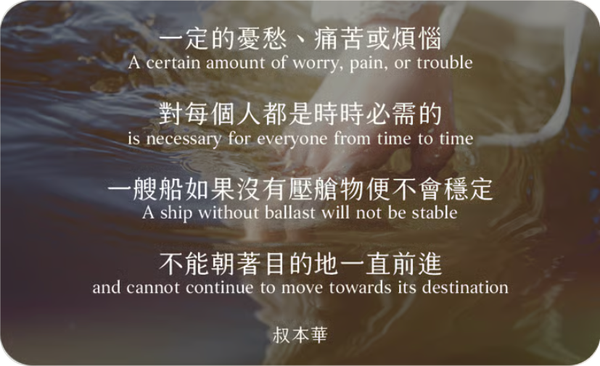 一定的憂愁、痛苦或煩惱
A certain amount of worry, pain, or trouble
對每個人都是時時必需的
is necessary for everyone from time to time
一艘船如果沒有壓艙物便不會穩定
A ship without ballast will not be stable
不能朝著目的地一直前進
and cannot continue to move towards its destination
叔本華